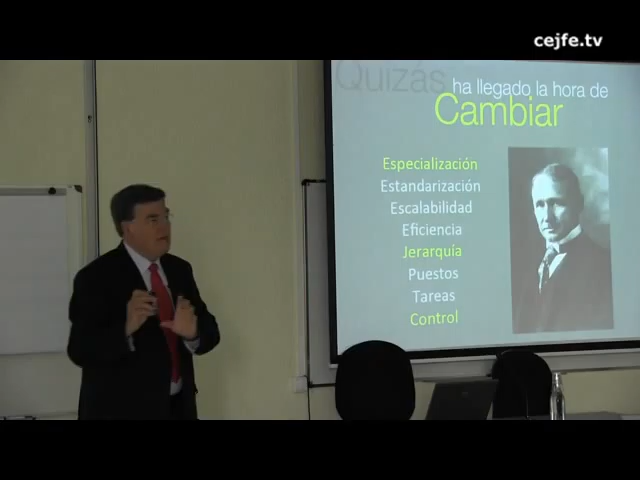 cejfe.tv
Quizás ha llegado la hora de
Cambiar
Especialización
Estandarización
Escalabilidad
Eficiencia
Jerarquía
Puestos
Tareas
Control